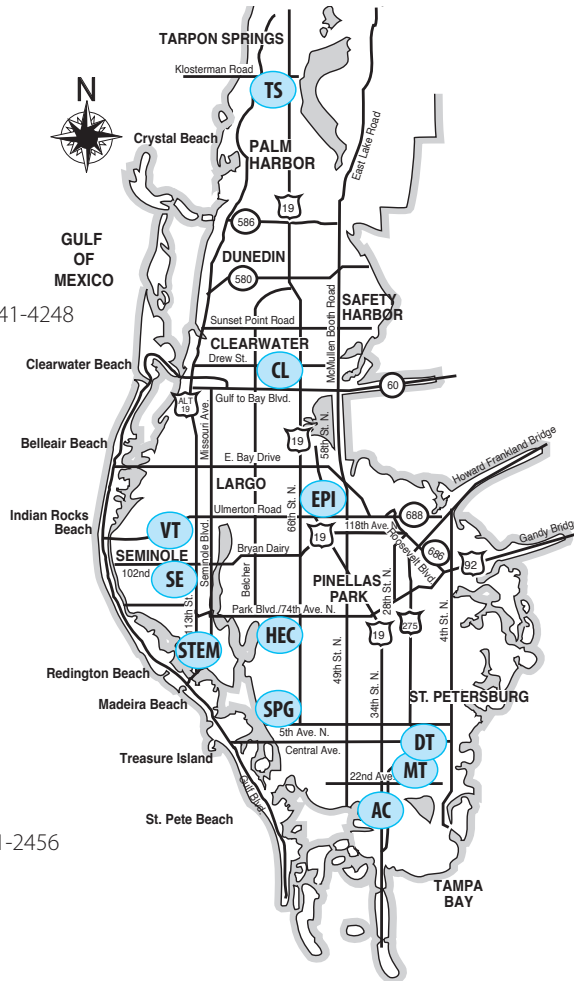 TARPON SPRINGS
Klosterman Road
TS
N
Crystal Beach
PALM
HARBOR
East Lake Road
19
586
GULF
OF
MEXICO
DUNEDIN
580
SAFETY
HARBOR
41-4248
McMullen Booth Road
Sunset Point Road
CLEARWATER
Drew St.
Clearwater Beach
CL
60
ALT
19
Missouri Ave.
Gulf to Bay Blvd.
19
58th St. N.
Belleair Beach
E. Bay Drive
Howard Frankland Bridge
LARGO
66th St. N.
EPI
Indian Rocks
Beach
VT
Ulmerton Road
688
118th Ave. N.
Seminole Blvd.
19
Roosevelt Blvd.
686
Gandy Bridg
92
SEMINOLE
Bryan Dairy
102nd
SE
Belcher
PINELLAS
PARK
28th St. N.
4th St. N.
113th St.
Park Blvd./74th Ave. N.
HEC
19
275
STEM
49th St. N.
34th St. N.
Redington Beach
Madeira Beach
SPG
ST. PETERSBURG
5th Ave. N.
Central Ave.
DT
Treasure Island
22nd Ave.
MT
Gulf Blvd.
St. Pete Beach
AC
1-2456
TAMPA
BAY